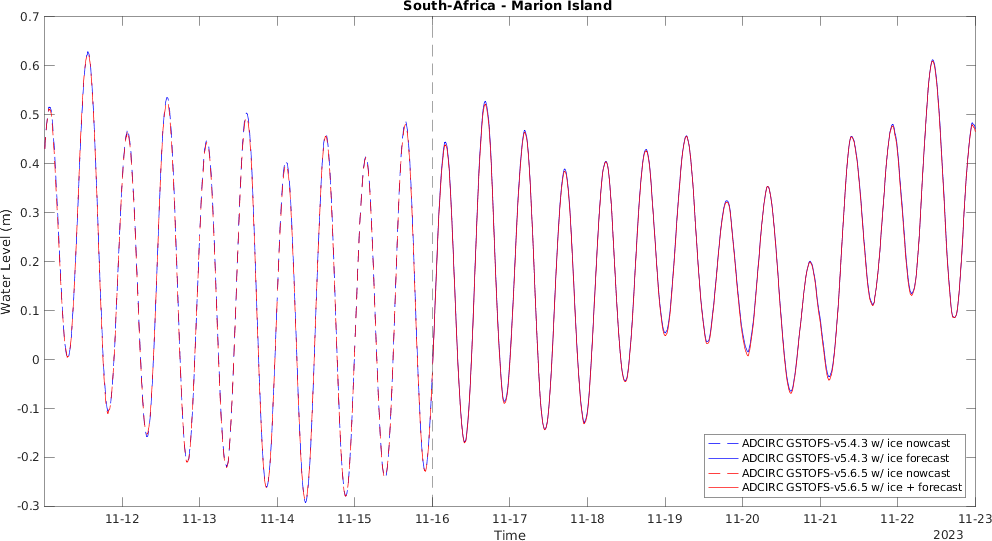 South-Africa - Marion Island
Water Level (m)
0.7
0.6
0.5
0.4
0.3
0.2
0.1
0
-0.1
-0.2
-0.3
ADCIRC GSTOFS-v5.4.3 w/ ice nowcast
ADCIRC GSTOFS-v5.4.3 w/ ice forecast
ADCIRC GSTOFS-v5.6.5 w/ ice nowcast
ADCIRC GSTOFS-v5.6.5 w/ ice + forecast
11-12 11-13 11-14 11-15 11-16 11-17 11-18 11-19 11-20 11-21 11-22 11-23
Time
2023